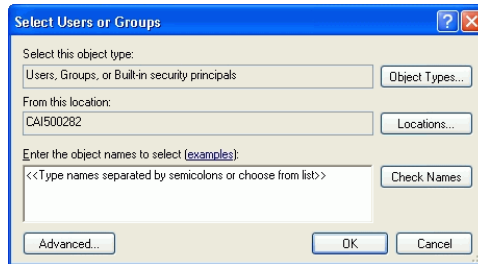 Select Users or Groups
Select this object type:
Users, Groups, or Built-in security principals
Object Types...
From this location:
CAI500282
Locations...
Enter the object names to select (examples):
<<Type names separated by semicolons or choose from list>>
Check Names
Advanced...
OK
Cancel